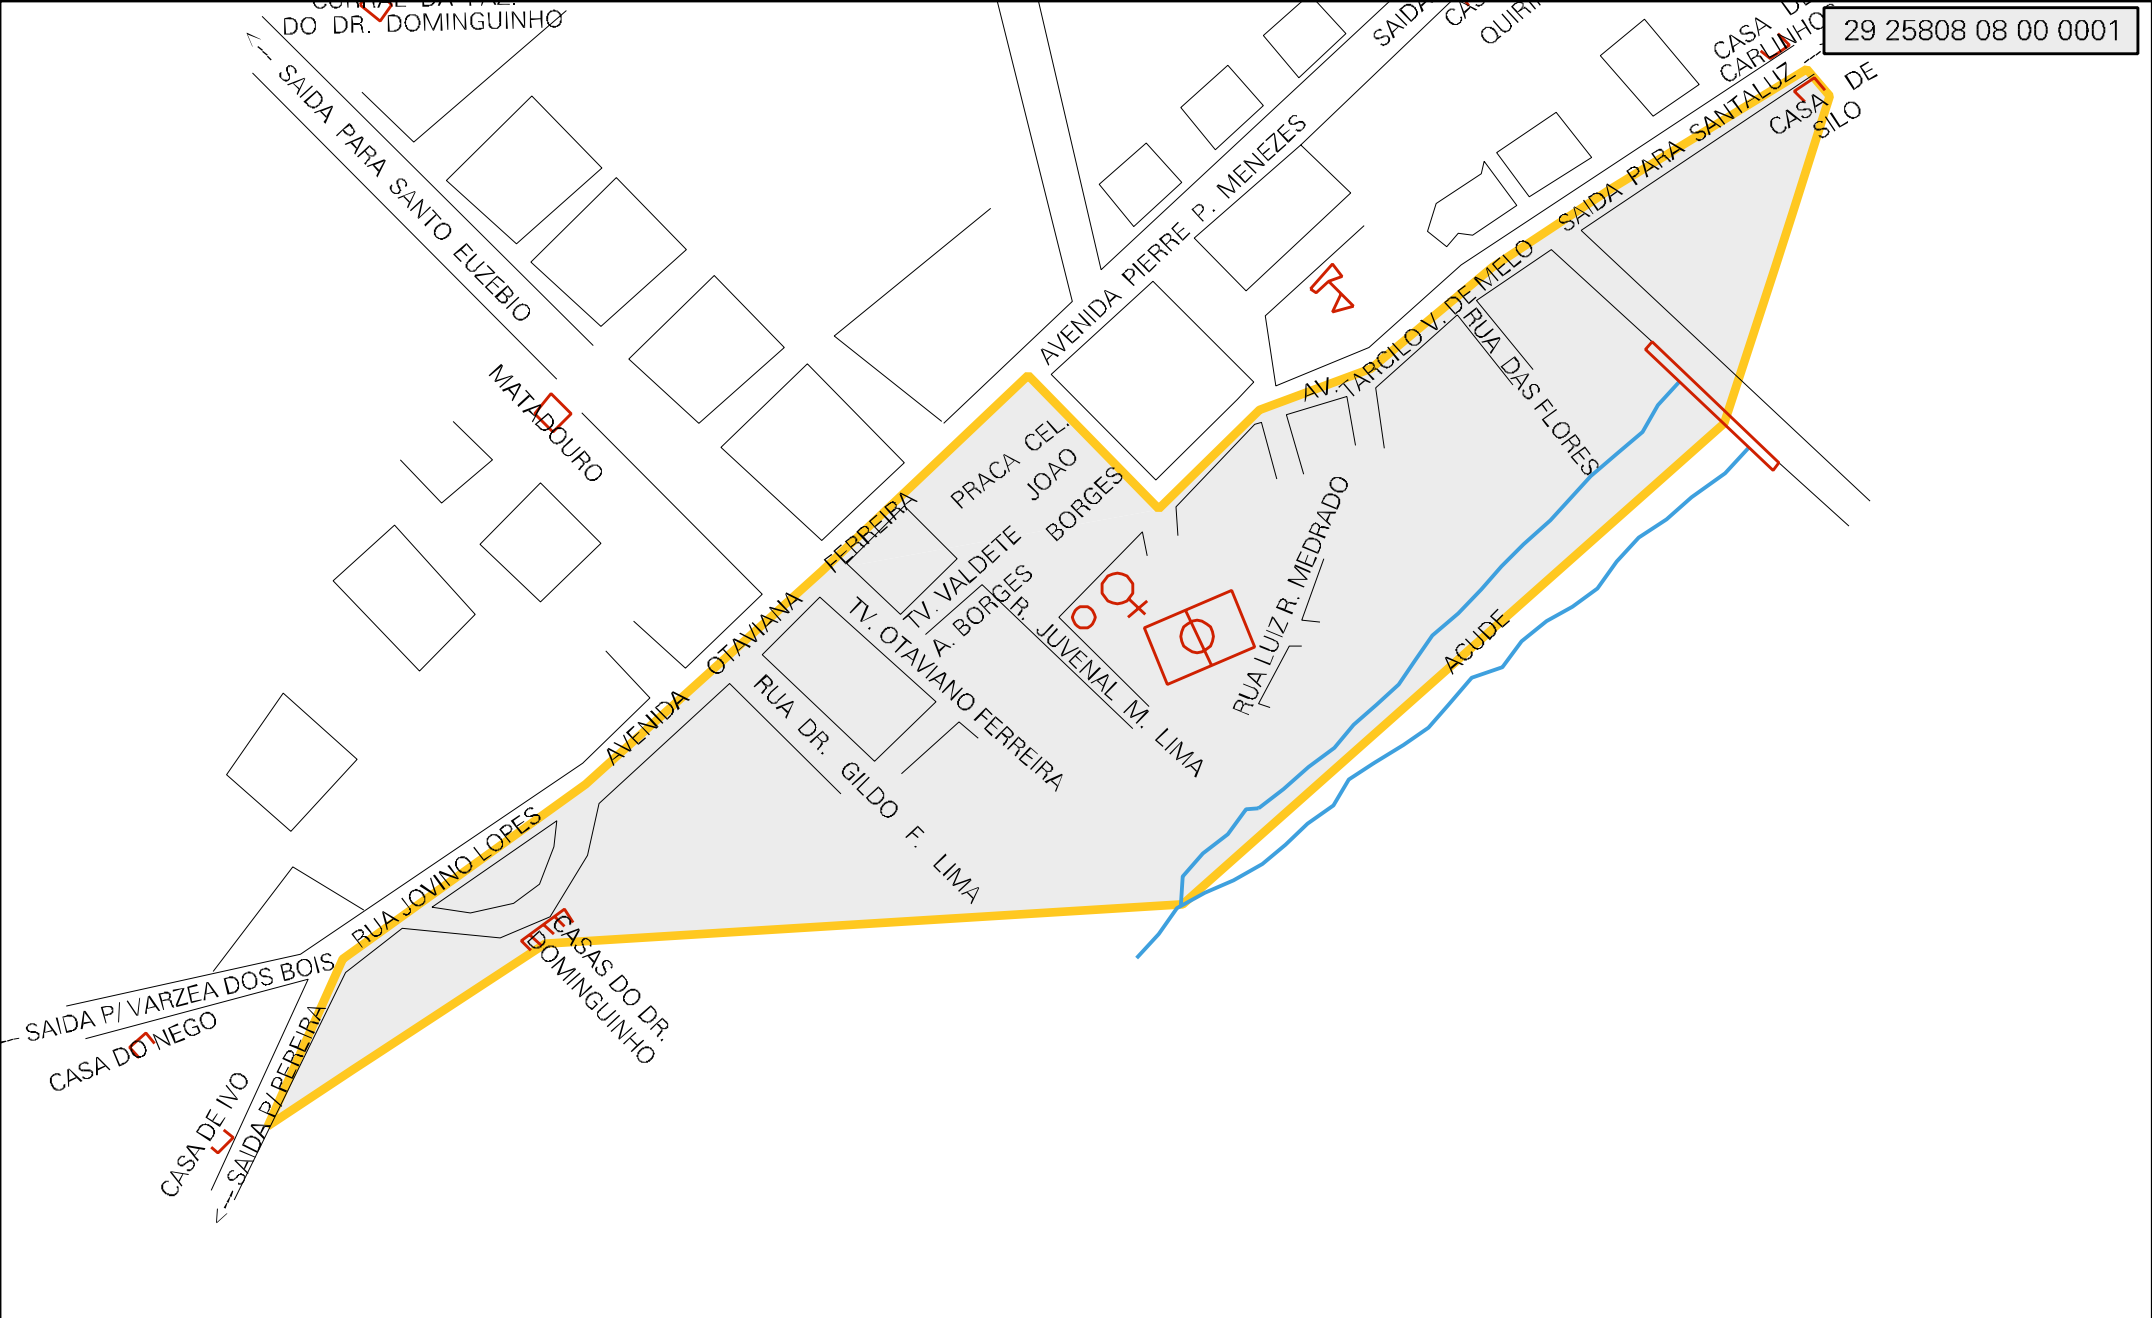 DO DR. DOMINGUINHO
29 25808 08 00 0001
CASA DE
CARLINHOS
SAIDA
<-- SAIDA PARA SANTO EUZEBIO
AVENIDA PIERRE P. MENEZES
SAIDA PARA SANTALUZ --
CASA DE
SILO
MATADOURO
AV. TARCILO V. DE MELO
RUA DAS FLORES
PRACA CEL.
JOAO
BORGES
TV. VALDETE
A. BORGES
AVENIDA OTAVIANA FERREIRA
TV. OTAVIANO FERREIRA
R. JUVENAL M. LIMA
RUA LUIZ R. MEDRADO
RUA DR. GILDO F. LIMA
ACUDE
RUA JOVINO LOPES
CASAS DO DR.
DOMINGUINHO
-- SAIDA P/ VARZEA DOS BOIS
CASA DO NEGO
CASA DE IVO
<-- SAIDA P/ PEREIRA